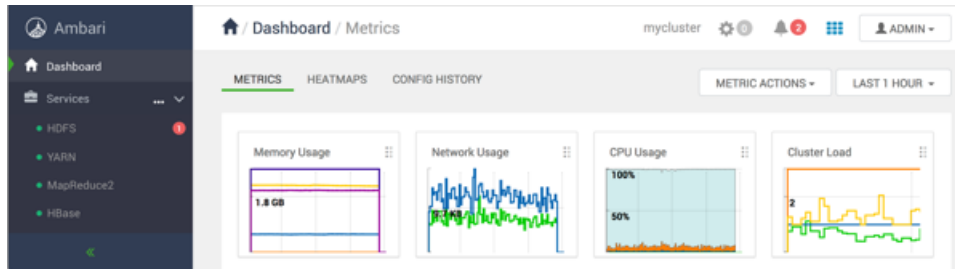 Ambari
/ Dashboard / Metrics
mycluster
0
2
ADMIN
Dashboard
Services
...
HDFS
1
YARN
MapReduce2
HBase
METRICS HEATMAPS CONFIG HISTORY
METRIC ACTIONS
LAST 1 HOUR
Memory Usage
1.8 GB
Network Usage
CPU Usage
100%
50%
Cluster Load
2